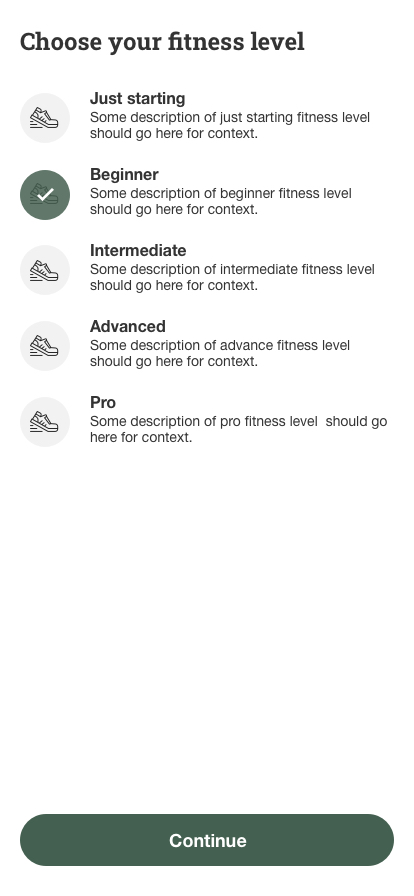 Choose your fitness level
Just starting
Some description of just starting fitness level
should go here for context.
Beginner
Some description of beginner fitness level
should go here for context.
Intermediate
Some description of intermediate fitness level
should go here for context.
Advanced
Some description of advance fitness level
should go here for context.
Pro
Some description of pro fitness level  should go
here for context.
Continue